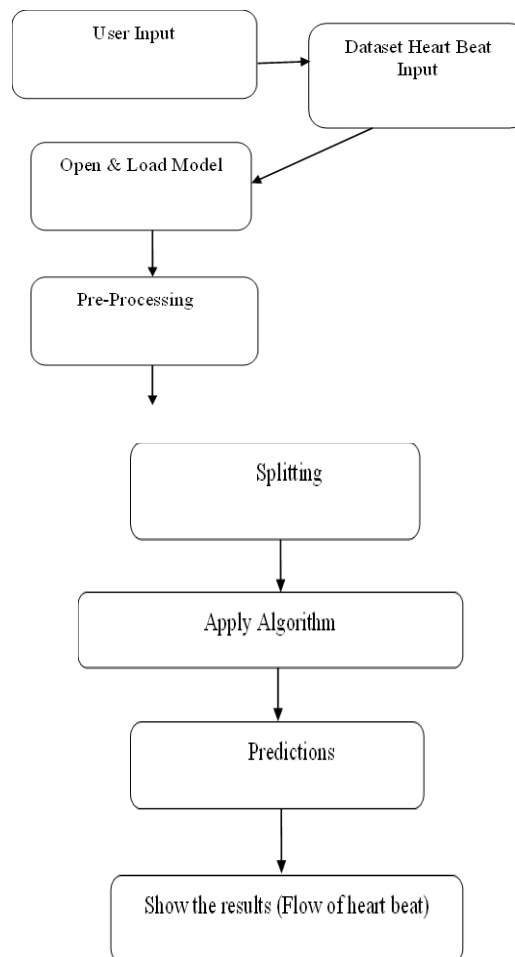 User Input
Dataset Heart Beat
Input
Open & Load Model
Pre-Processing
Splitting
Apply Algorithm
Predictions
Show the results (Flow of heart beat)